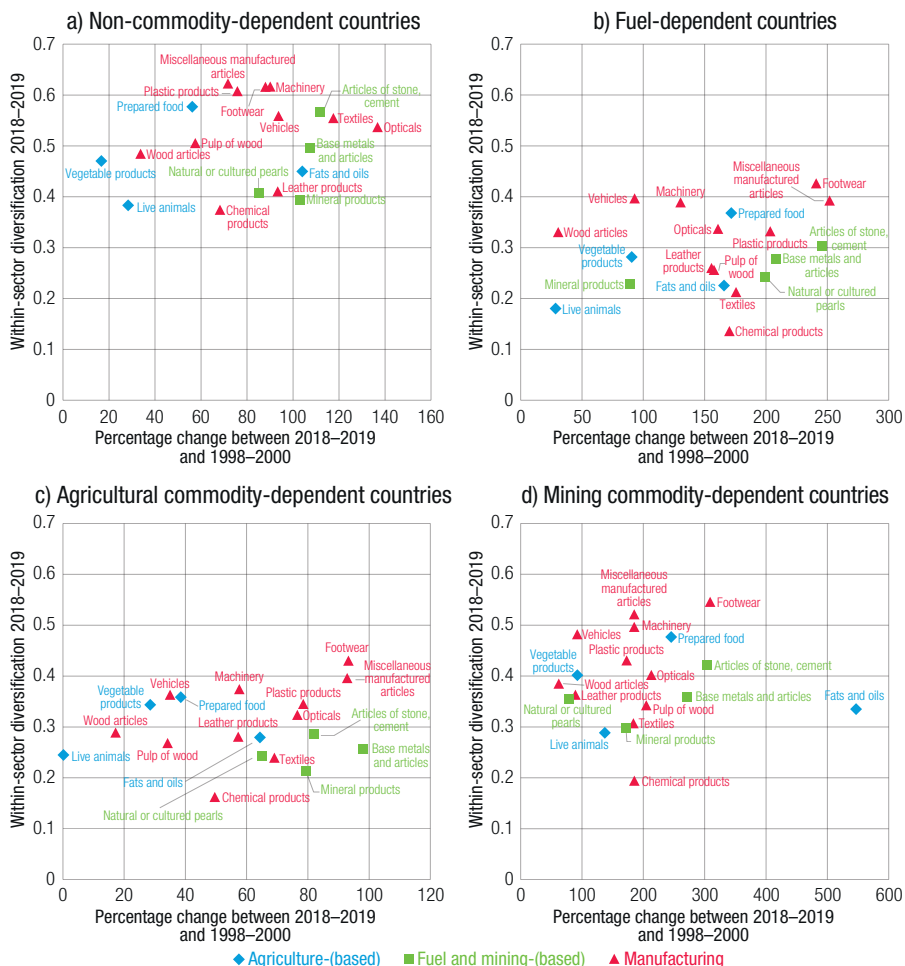 a) Non-commodity-dependent countries
Within-sector diversification 2018–2019
0.7
0.6
0.5
0.4
0.3
0.2
0.1
0
Miscellaneous manufactured
articles
Plastic products
Machinery
Articles of stone,
cement
Prepared food
Footwear
Vehicles
Textiles
Opticals
Pulp of wood
Base metals
and articles
Wood articles
Vegetable products
Natural or cultured pearls
Fats and oils
Leather products
Mineral products
Live animals
Chemical
products
0 20 40 60 80 100 120 140 160
Percentage change between 2018–2019
and 1998–2000
b) Fuel-dependent countries
Within-sector diversification 2018–2019
0.7
0.6
0.5
0.4
0.3
0.2
0.1
0
Miscellaneous
manufactured
articles
Footwear
Vehicles
Machinery
Prepared food
Wood articles
Opticals
Plastic products
Articles of stone,
cement
Vegetable
products
Leather
products
Pulp of
wood
Base metals and
articles
Mineral products
Fats and oils
Natural or cultured
pearls
Textiles
Live animals
Chemical products
0 50 100 150 200 250 300
Percentage change between 2018–2019
and 1998–2000
c) Agricultural commodity-dependent countries
Within-sector diversification 2018–2019
0.7
0.6
0.5
0.4
0.3
0.2
0.1
0
Footwear
Miscellaneous
manufactured
articles
Vehicles
Machinery
Vegetable
products
Prepared food
Plastic products
Wood articles
Leather products
Opticals
Articles of stone,
cement
Live animals
Pulp of wood
Textiles
Base metals
and articles
Fats and oils
Chemical products
Mineral products
Natural or cultured pearls
0 20 40 60 80 100 120
Percentage change between 2018–2019
and 1998–2000
d) Mining commodity-dependent countries
Within-sector diversification 2018–2019
0.7
0.6
0.5
0.4
0.3
0.2
0.1
0
Miscellaneous
manufactured
articles
Footwear
Vehicles
Machinery
Prepared food
Vegetable
products
Plastic products
Articles of stone, cement
Wood articles
Opticals
Leather products
Base metals and articles
Fats and oils
Natural or cultured
pearls
Pulp of wood
Textiles
Live animals
Mineral products
Chemical products
0 100 200 300 400 500 600
Percentage change between 2018–2019
and 1998–2000
Agriculture-(based) Fuel and mining-(based) Manufacturing